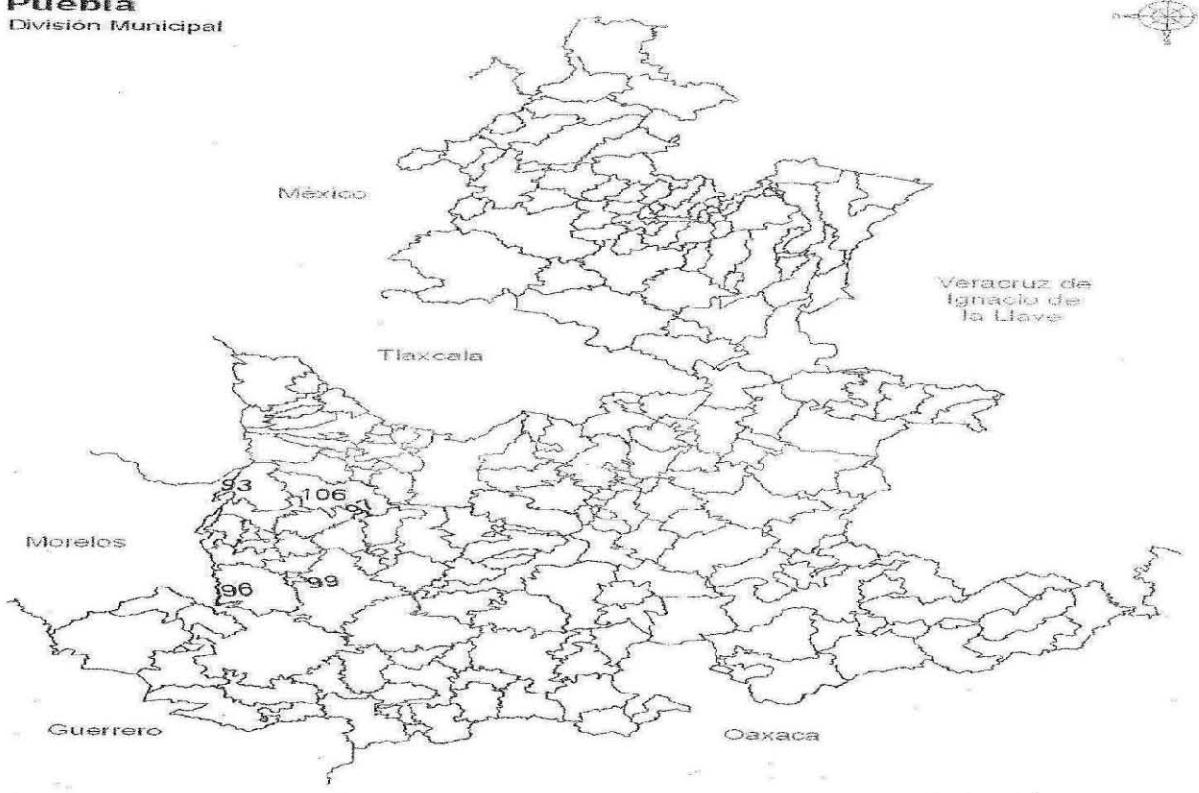 Puebla
División Municipal
México
Veracruz de
Ignacio de
la Llave
Tlaxcala
93
106
Morelos
96
99
Guerrero
Oaxaca